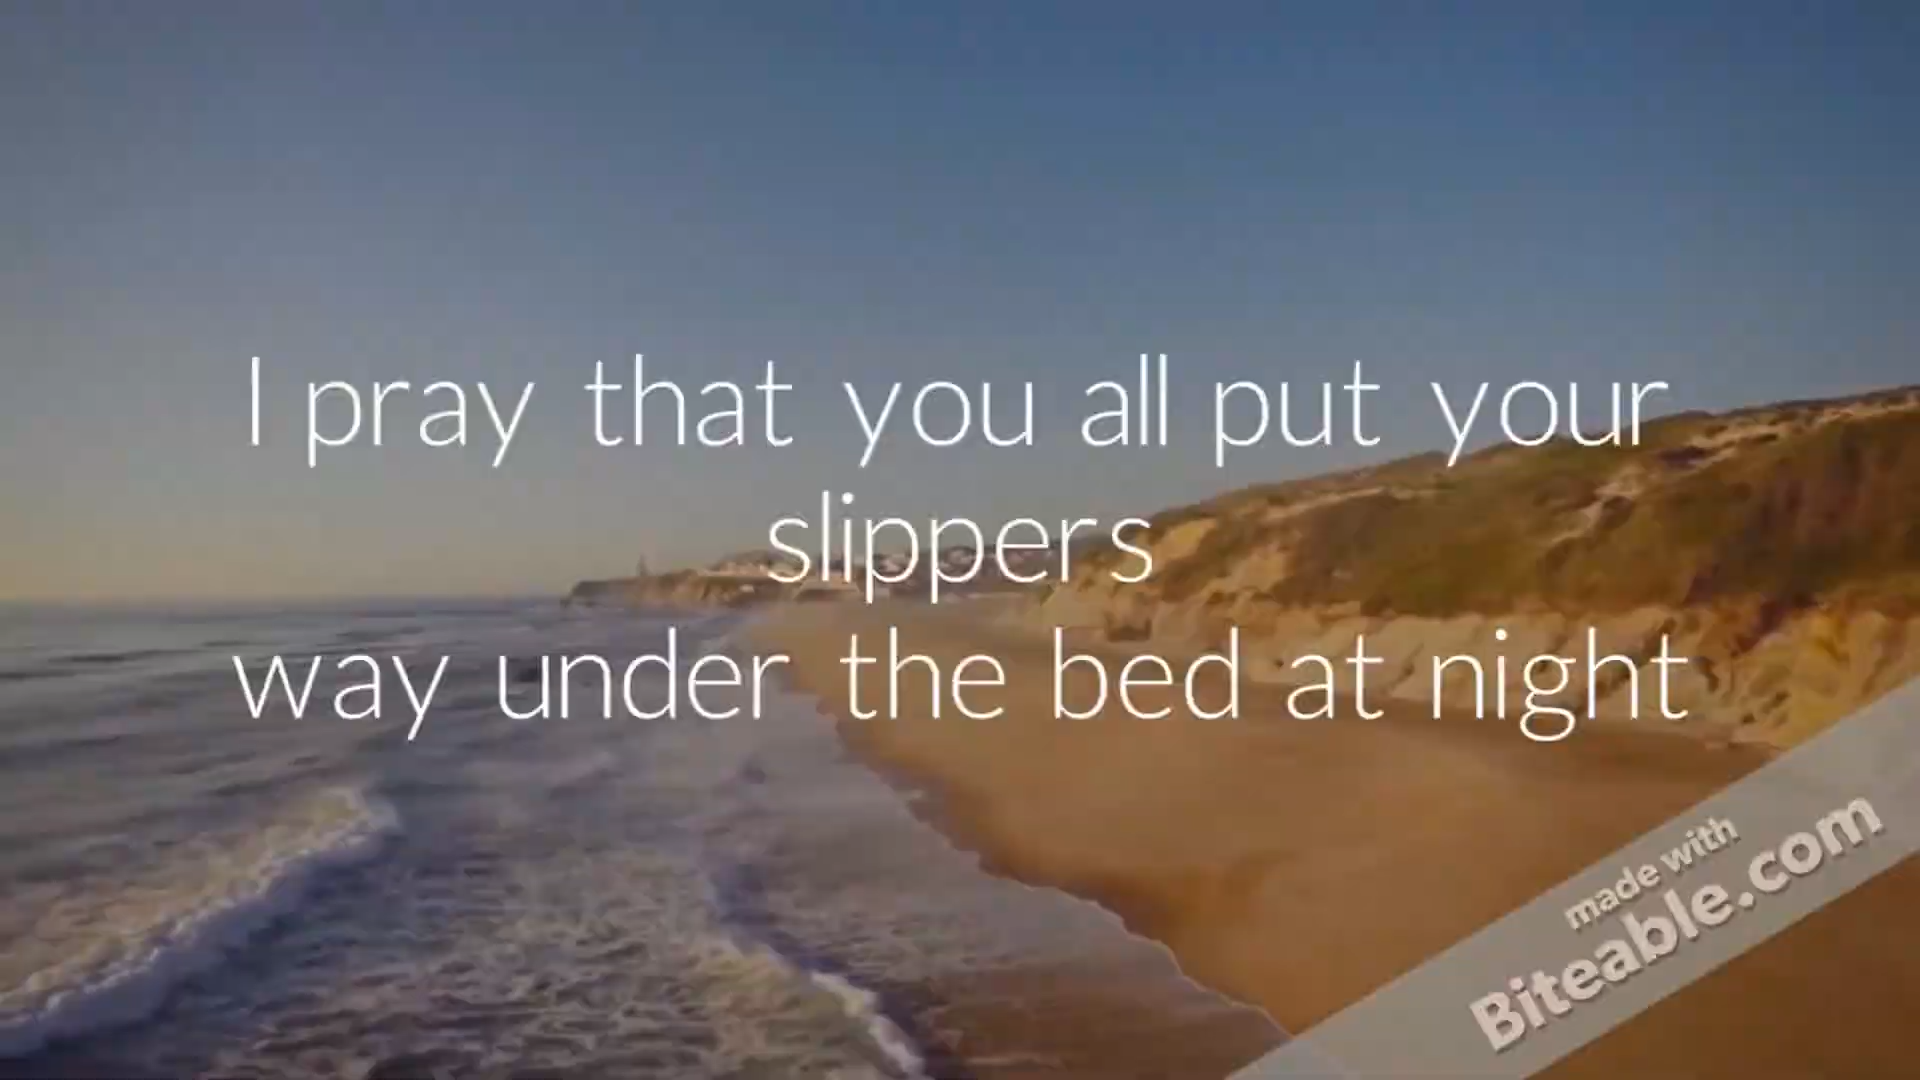 I pray that you all put your
slippers
way under the bed at night
made with
Biteable.com